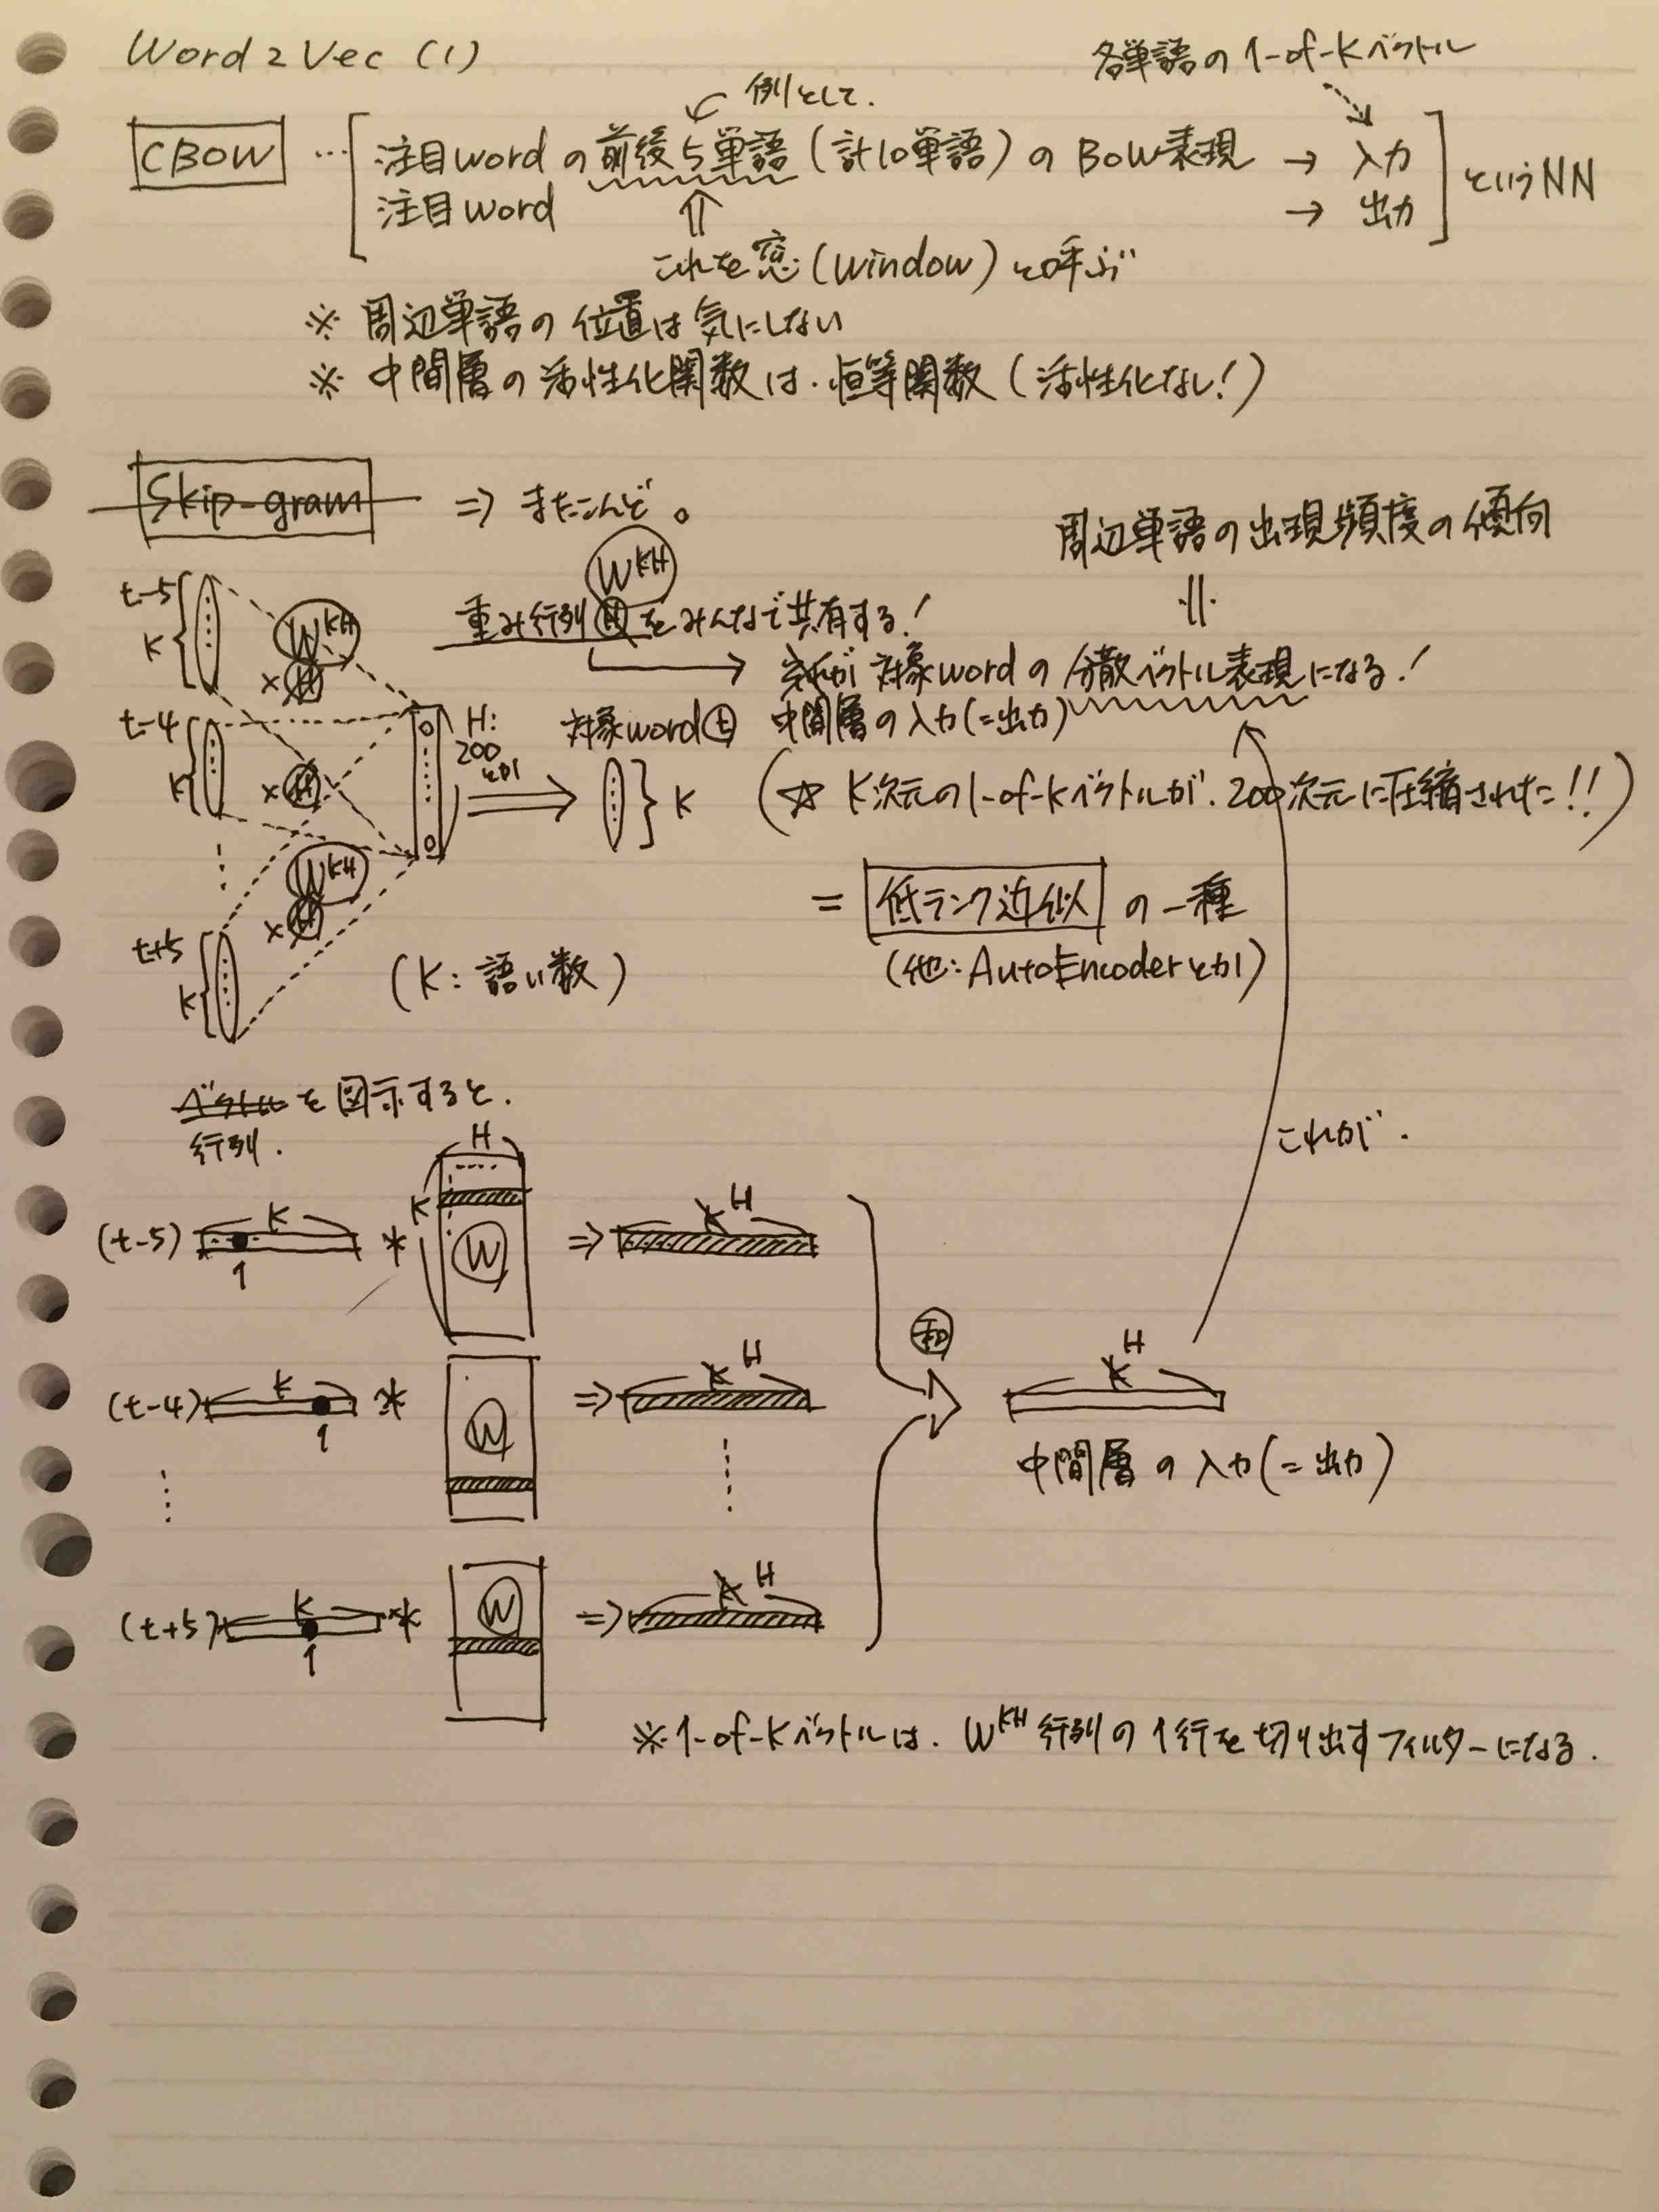 Word2Vec (1)
各単語の 1-of-Kベクトル
例として.
CBOW … 注目wordの前後5単語(計10単語)の BoW表現 → 入力
注目word → 出力
というNN
⇑
これを窓(window)と呼ぶ
※ 周辺単語の位置は気にしない
※ 中間層の活性化関数は.恒等関数(活性化なし!)
Skip-gram ⇒ またこんど。
周辺単語の出現頻度の傾向
W^KH
重み行列 を みんなで共有する!
対象wordの分散ベクトル表現になる!
中間層の入力(=出力)
t-5
K
W^KH
×
t-4
K
×
H:
200
とか
対象word t
K
(☆ K次元の1-of-Kベクトルが.200次元に圧縮された!!)
W^KH
×
= 低ランク近似 の一種
(他: AutoEncoderとか)
t+5
K
(K: 語い数)
ベクトルを図示すると.
行列.
これが.
H
K
(t-5) K * W ⇒ K H
1
和
(t-4) K * W ⇒ K H
1
K H
中間層の入力(=出力)
(t+5) K * W ⇒ K H
1
※ 1-of-Kベクトルは. W^KH 行列の 1行を切り出すフィルターになる.